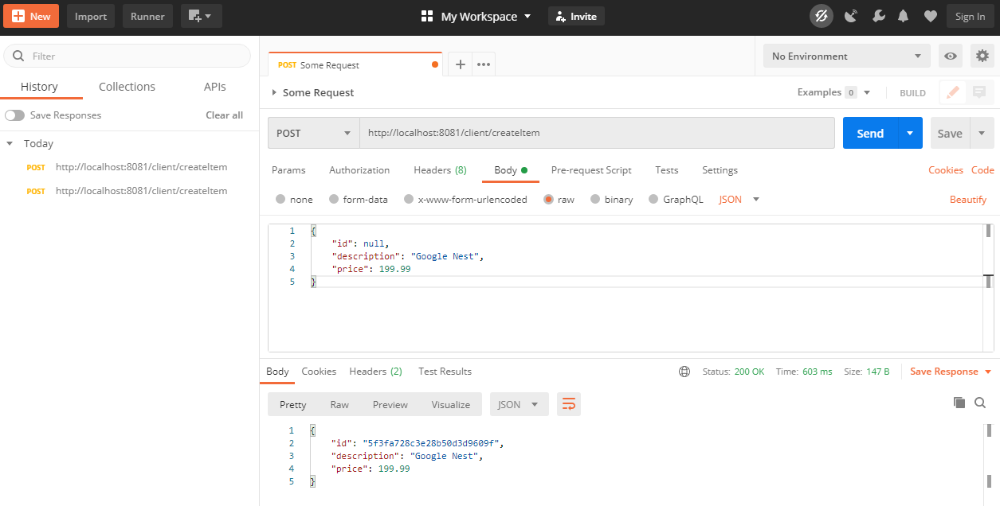 New Import Runner My Workspace Invite Sign In
Filter
History Collections APIs
Save Responses Clear all
Today
POST http://localhost:8081/client/createItem
POST http://localhost:8081/client/createItem
POST Some Request
No Environment
Some Request Examples 0 BUILD
POST http://localhost:8081/client/createItem Send Save
Params Authorization Headers (8) Body Pre-request Script Tests Settings Cookies Code
none form-data x-www-form-urlencoded raw binary GraphQL JSON Beautify
1 {
2 "id": null,
3 "description": "Google Nest",
4 "price": 199.99
5 }
Body Cookies Headers (2) Test Results Status: 200 OK Time: 603 ms Size: 147 B Save Response
Pretty Raw Preview Visualize JSON
1 {
2 "id": "5f3fa728c3e28b50d3d9609f",
3 "description": "Google Nest",
4 "price": 199.99
5 }